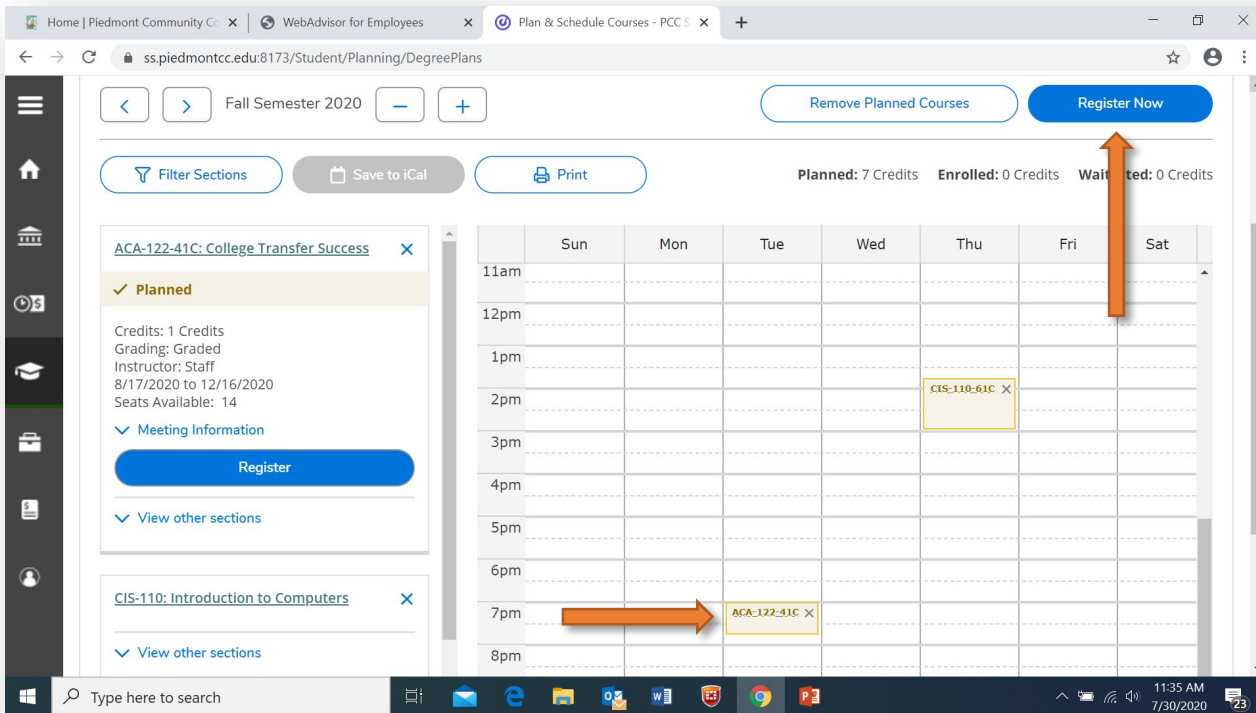 Home | Piedmont Community Co
WebAdvisor for Employees
Plan & Schedule Courses - PCC S
ss.piedmontcc.edu:8173/Student/Planning/DegreePlans
Fall Semester 2020
Remove Planned Courses
Register Now
Filter Sections
Save to iCal
Print
Planned: 7 Credits Enrolled: 0 Credits Wait ted: 0 Credits
ACA-122-41C: College Transfer Success
Planned
Credits: 1 Credits
Grading: Graded
Instructor: Staff
8/17/2020 to 12/16/2020
Seats Available: 14
Meeting Information
Register
View other sections
CIS-110: Introduction to Computers
View other sections
Sun Mon Tue Wed Thu Fri Sat
11am
12pm
1pm
CIS-110-61C
2pm
3pm
4pm
5pm
6pm
7pm
ACA-122-41C
8pm
Type here to search
11:35 AM
7/30/2020
23